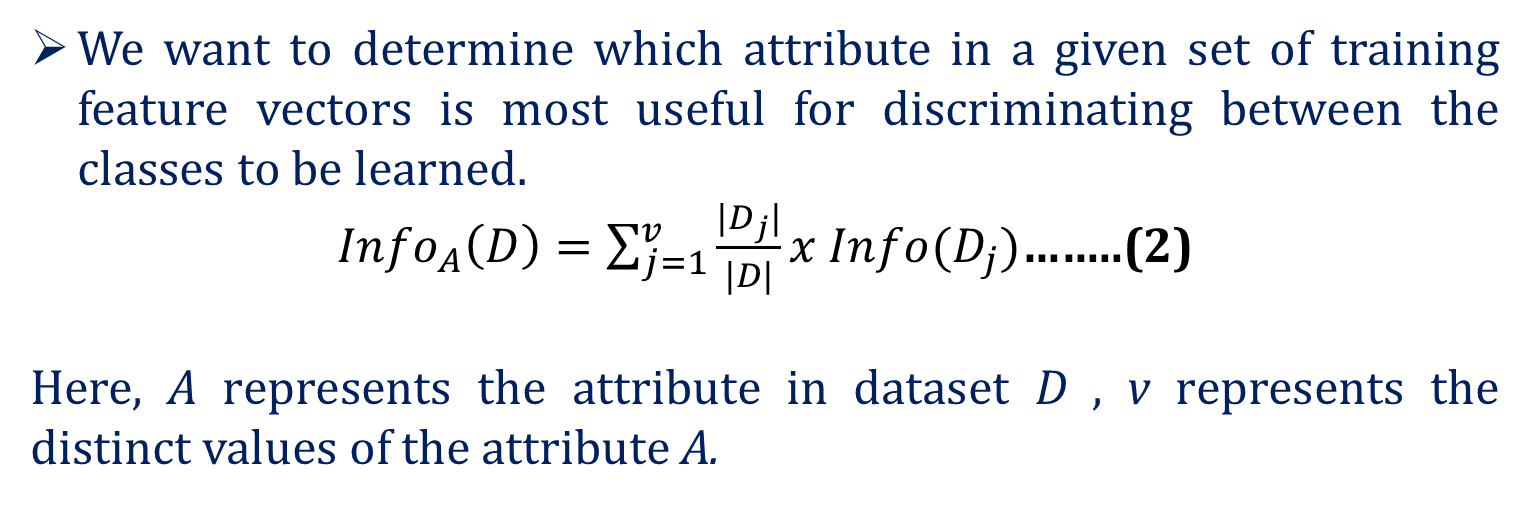 ➢ We want to determine which attribute in a given set of training
feature vectors is most useful for discriminating between the
classes to be learned.
Info_A(D) = ∑_{j=1}^{v} |D_j|/|D| x Info(D_j)........(2)
Here, A represents the attribute in dataset D , v represents the
distinct values of the attribute A.